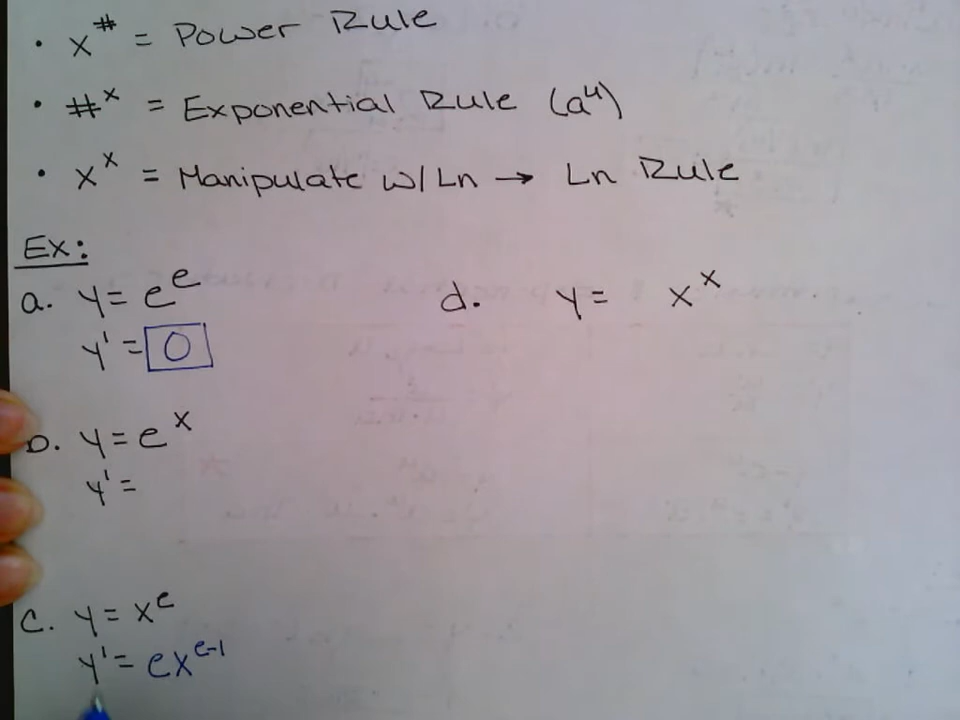 • x^# = Power Rule
• #^x = Exponential Rule (a^u)
• x^x = Manipulate w/Ln → Ln Rule
Ex:
a. y = e^e
y' = 0
b. y = e^x
y' =
c. y = x^e
y' = ex^{e-1}
d. y = x^x